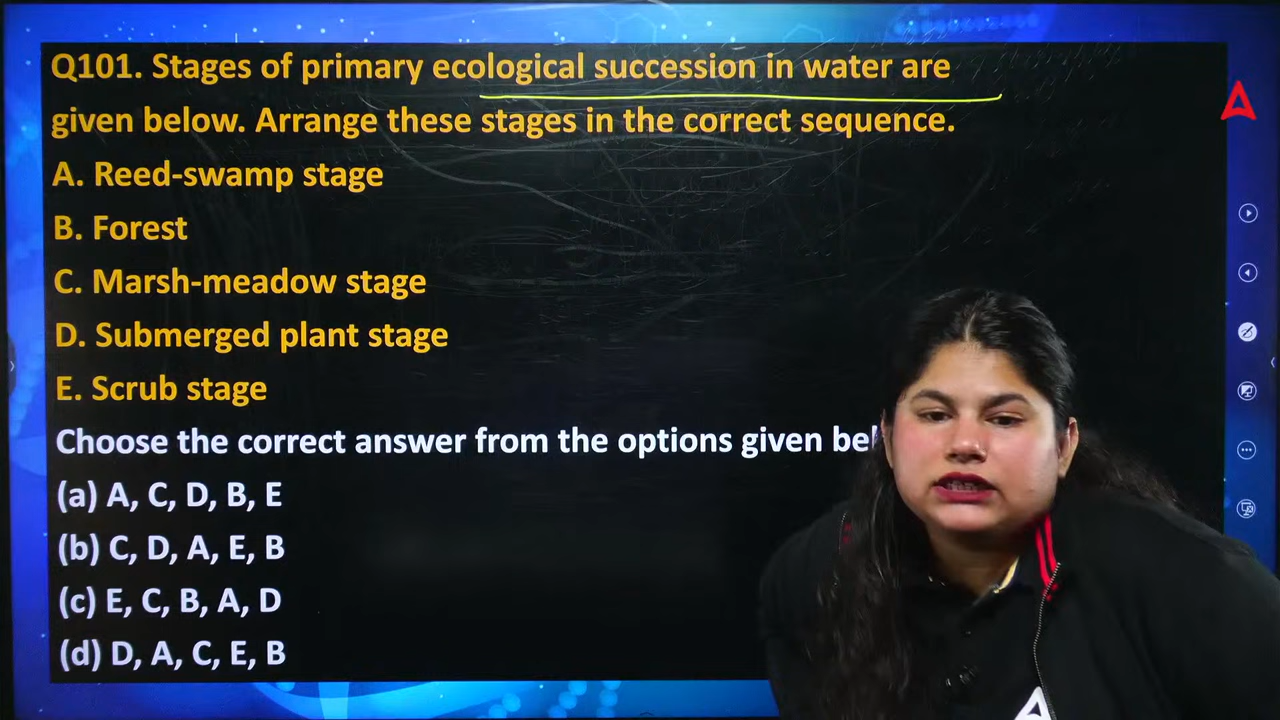 Q101. Stages of primary ecological succession in water are
given below. Arrange these stages in the correct sequence.
A. Reed-swamp stage
B. Forest
C. Marsh-meadow stage
D. Submerged plant stage
E. Scrub stage
Choose the correct answer from the options given
(a) A, C, D, B, E
(b) C, D, A, E, B
(c) E, C, B, A, D
(d) D, A, C, E, B